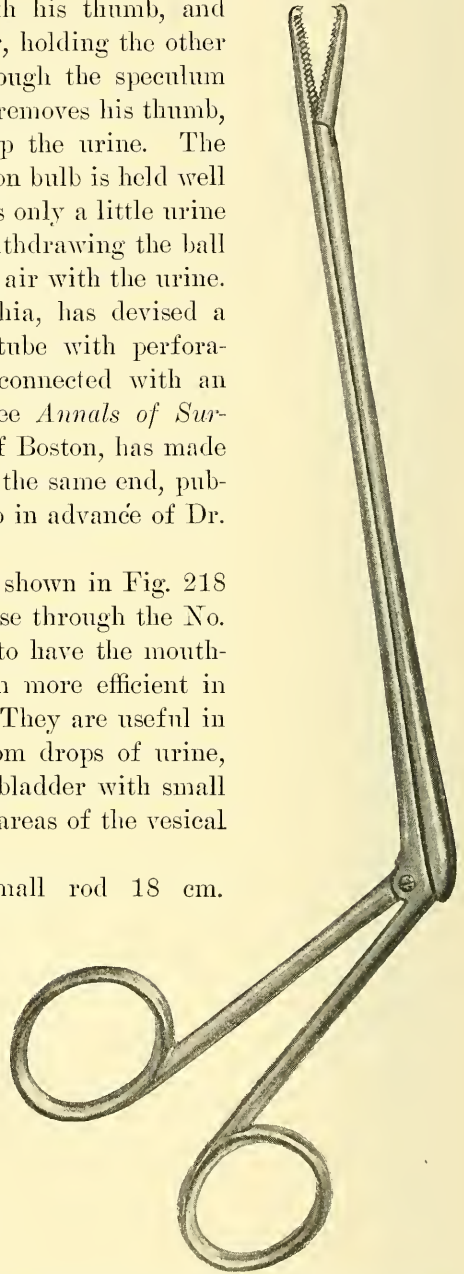 h his thumb, and
, holding the other
ough the speculum
removes his thumb,
p the urine. The
on bulb is held well
s only a little urine
ithdrawing the ball
air with the urine.
hia, has devised a
tube with perfora-
connected with an
ee Annals of Sur-
f Boston, has made
the same end, pub-
o in advance of Dr.
shown in Fig. 218
se through the No.
to have the mouth-
n more efficient in
They are useful in
om drops of urine,
bladder with small
areas of the vesical
mall rod 18 cm.